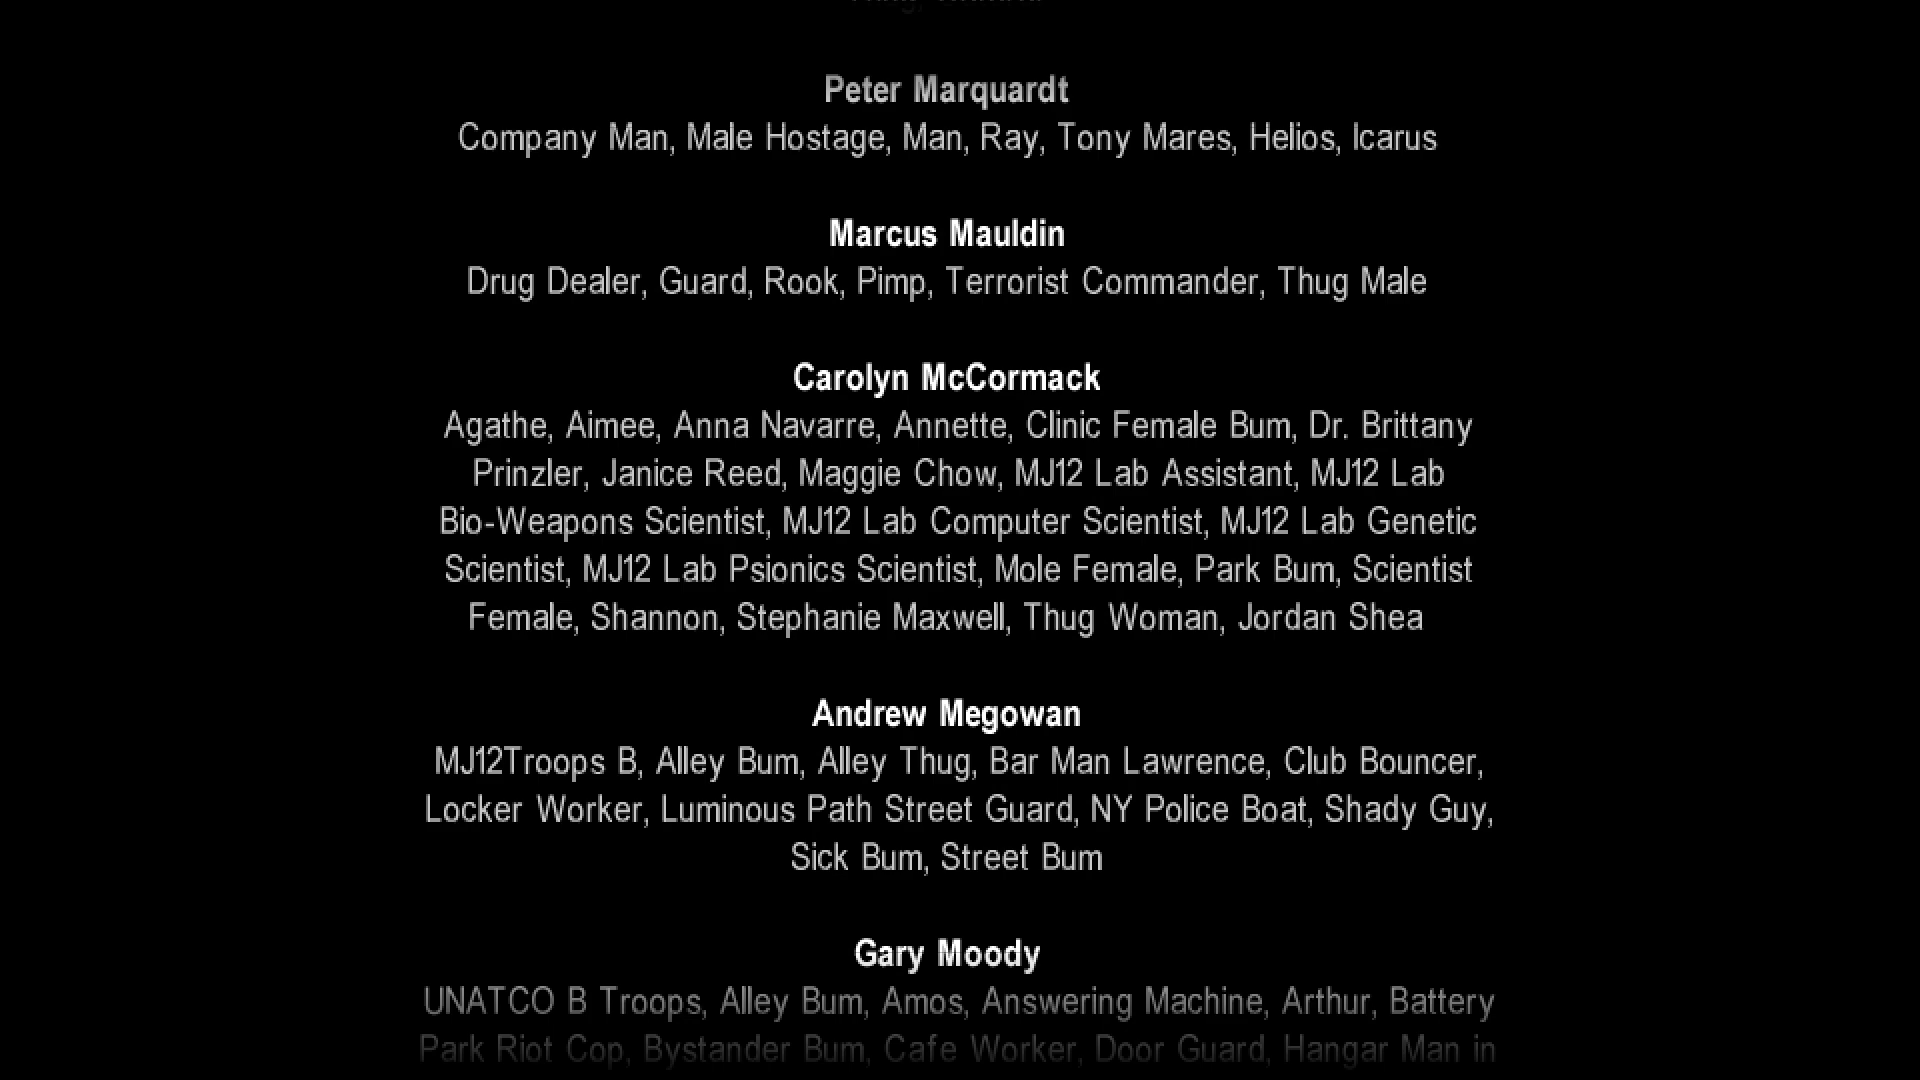 Peter Marquardt
Company Man, Male Hostage, Man, Ray, Tony Mares, Helios, Icarus
Marcus Mauldin
Drug Dealer, Guard, Rook, Pimp, Terrorist Commander, Thug Male
Carolyn McCormack
Agathe, Aimee, Anna Navarre, Annette, Clinic Female Bum, Dr. Brittany
Prinzler, Janice Reed, Maggie Chow, MJ12 Lab Assistant, MJ12 Lab
Bio-Weapons Scientist, MJ12 Lab Computer Scientist, MJ12 Lab Genetic
Scientist, MJ12 Lab Psionics Scientist, Mole Female, Park Bum, Scientist
Female, Shannon, Stephanie Maxwell, Thug Woman, Jordan Shea
Andrew Megowan
MJ12Troops B, Alley Bum, Alley Thug, Bar Man Lawrence, Club Bouncer,
Locker Worker, Luminous Path Street Guard, NY Police Boat, Shady Guy,
Sick Bum, Street Bum
Gary Moody
UNATCO B Troops, Alley Bum, Amos, Answering Machine, Arthur, Battery
Park Riot Cop, Bystander Bum, Cafe Worker, Door Guard, Hangar Man in